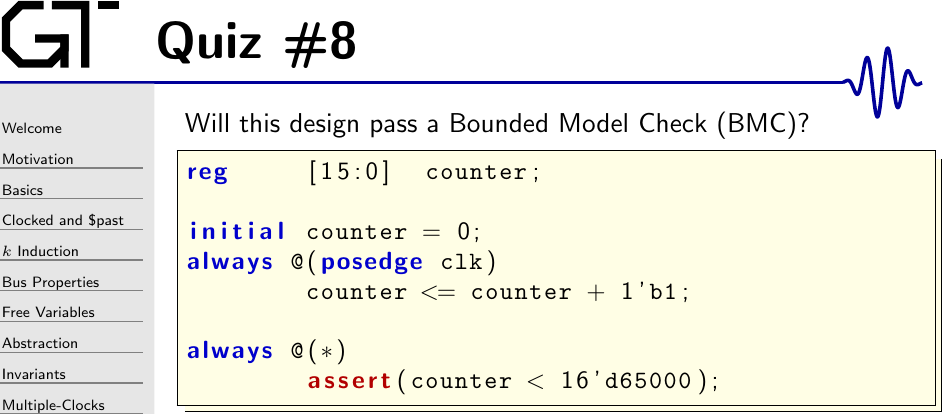 GT
Quiz #8
Welcome
Motivation
Basics
Clocked and $past
k Induction
Bus Properties
Free Variables
Abstraction
Invariants
Multiple-Clocks
Will this design pass a Bounded Model Check (BMC)?
reg [15:0] counter;
initial counter = 0;
always @(posedge clk)
counter <= counter + 1'b1;
always @(*)
assert(counter < 16'd65000);